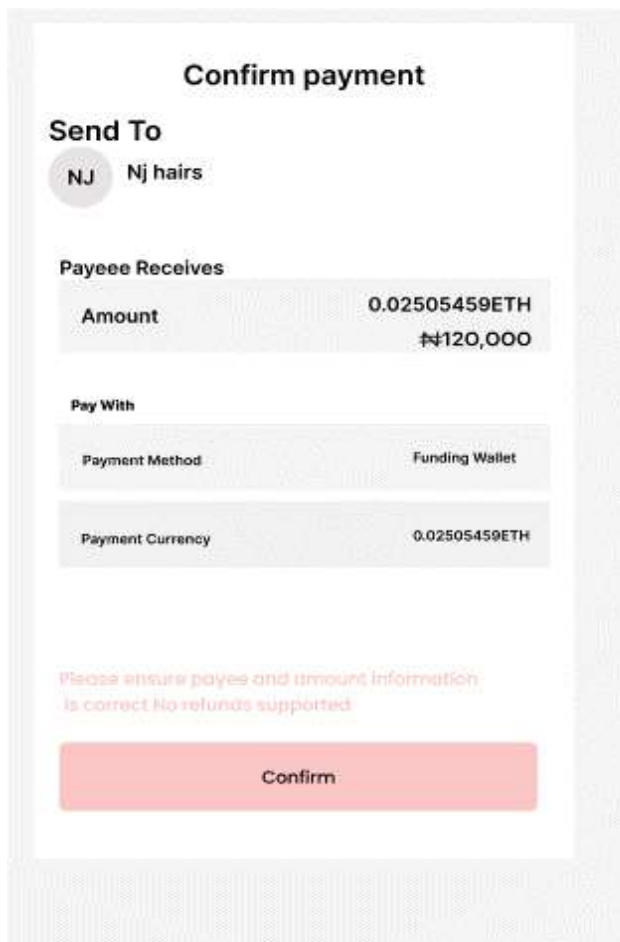 Confirm payment
Send To
NJ
Nj hairs
Payeee Receives
Amount
0.02505459ETH
₦120,000
Pay With
Payment Method
Funding Wallet
Payment Currency
0.02505459ETH
Please ensure payee and amount information
is correct No refunds supported
Confirm